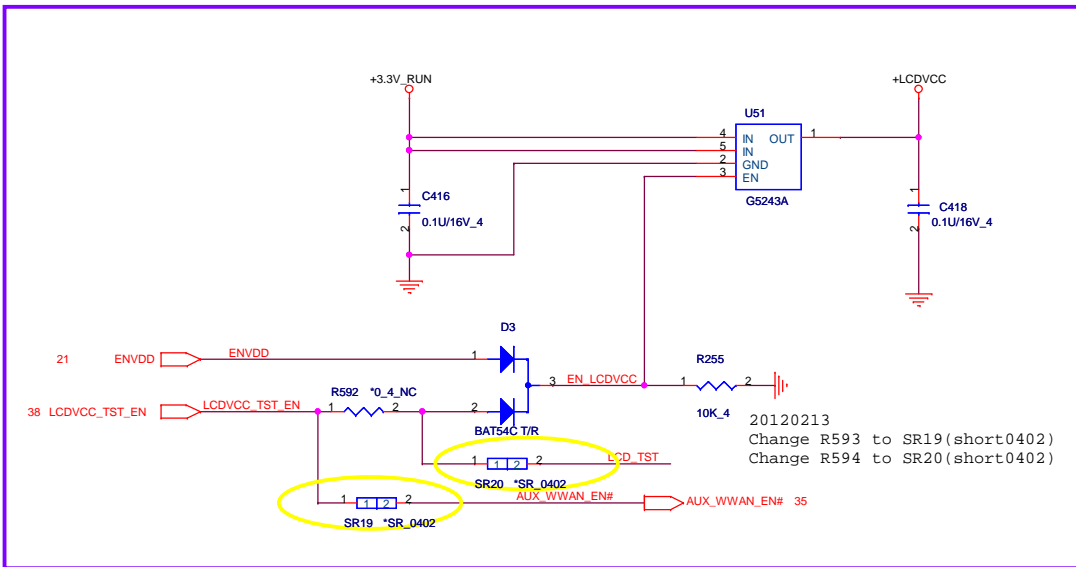 +3.3V_RUN
+LCDVCC
U51
4 IN OUT 1
5 IN
2 GND
3 EN
G5243A
1
C416
0.1U/16V_4
2
1
C418
0.1U/16V_4
2
D3
21 ENVDD ENVDD 1
R255
3 EN_LCDVCC 1 2
10K_4
R592 *0_4_NC
38 LCDVCC_TST_EN LCDVCC_TST_EN 1 2 2
BAT54C T/R
20120213
Change R593 to SR19(short0402)
Change R594 to SR20(short0402)
1 1 2 2 LCD_TST
SR20 *SR_0402
1 1 2 2 AUX_WWAN_EN# AUX_WWAN_EN# 35
SR19 *SR_0402